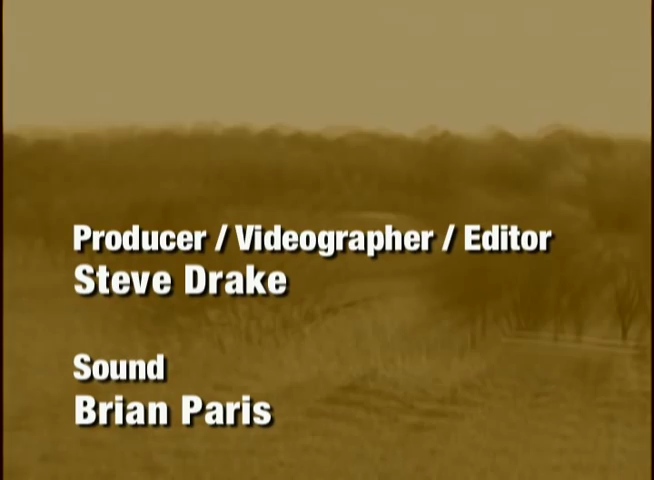 Producer / Videographer / Editor
Steve Drake
Sound
Brian Paris